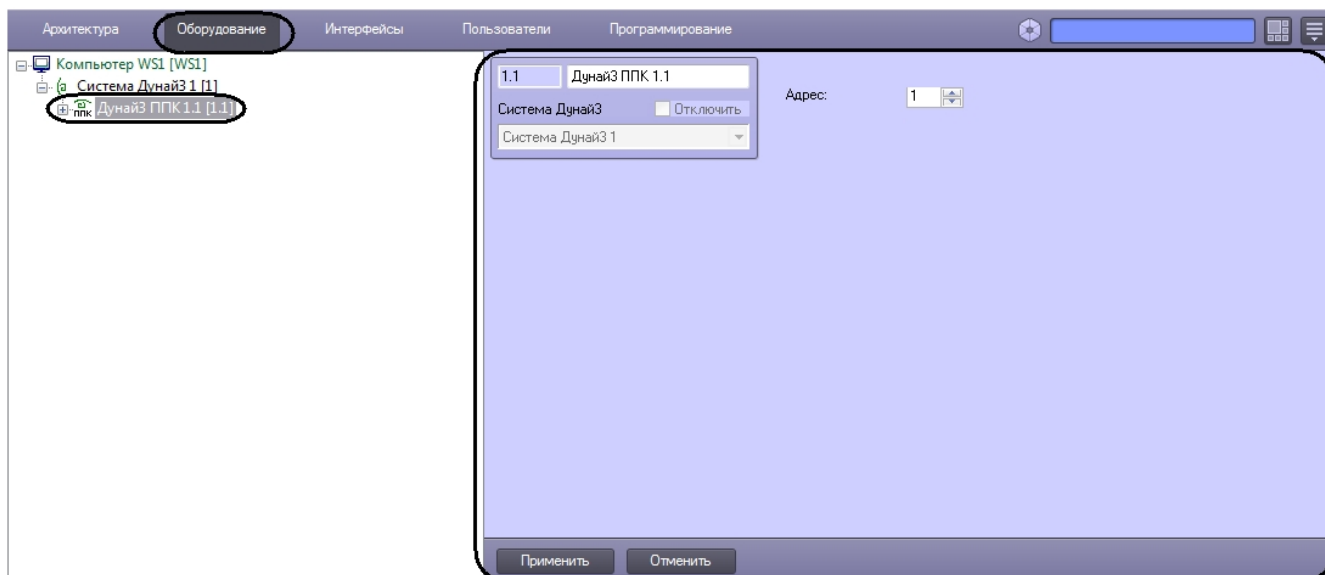 Архитектура Оборудование Интерфейсы Пользователи Программирование
Компьютер WS1 [WS1]
Система Дунай3 1 [1]
ппк Дунай3 ППК 1.1 [1.1]
1.1 Дунай3 ППК 1.1
Адрес: 1
Система Дунай3 Отключить
Система Дунай3 1
Применить Отменить